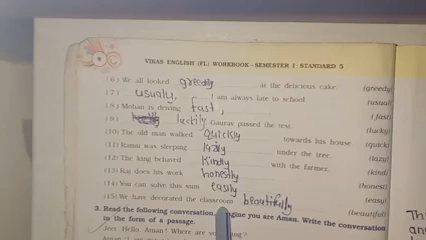 VIKAS ENGLISH (FL) WORKBOOK - SEMESTER I : STANDARD 5
(6) We all looked greedily at the delicious cake. (greedy)
(7) usualy, I am always late to school (usual)
(8) Mohan is driving fast, (fast)
(9) luckily Gaurav passed the test (lucky)
(10) The old man walked quickly towards his house (quick)
(11) Ramu was sleeping lazily under the tree. (lazy)
(12) The king behaved kindly with the farmer. (kind)
(13) Raj does his work honestly (honest)
(14) You can solve this sum easily (easy)
(15) We have decorated the classroom beautifully (beautiful)
3. Read the following conversation. Imagine you are Aman. Write the conversation
in the form of a passage.
Jeet : Hello, Aman! Where are you